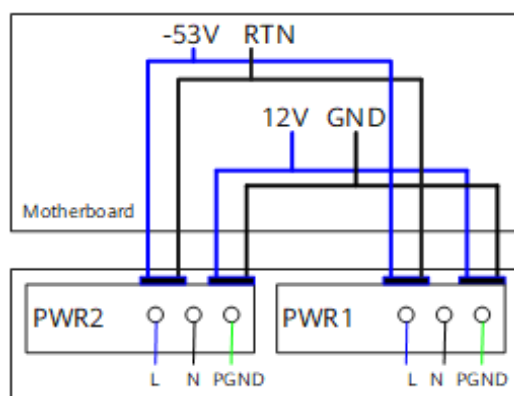 -53V RTN
12V GND
Motherboard
PWR2 PWR1
L N PGND L N PGND